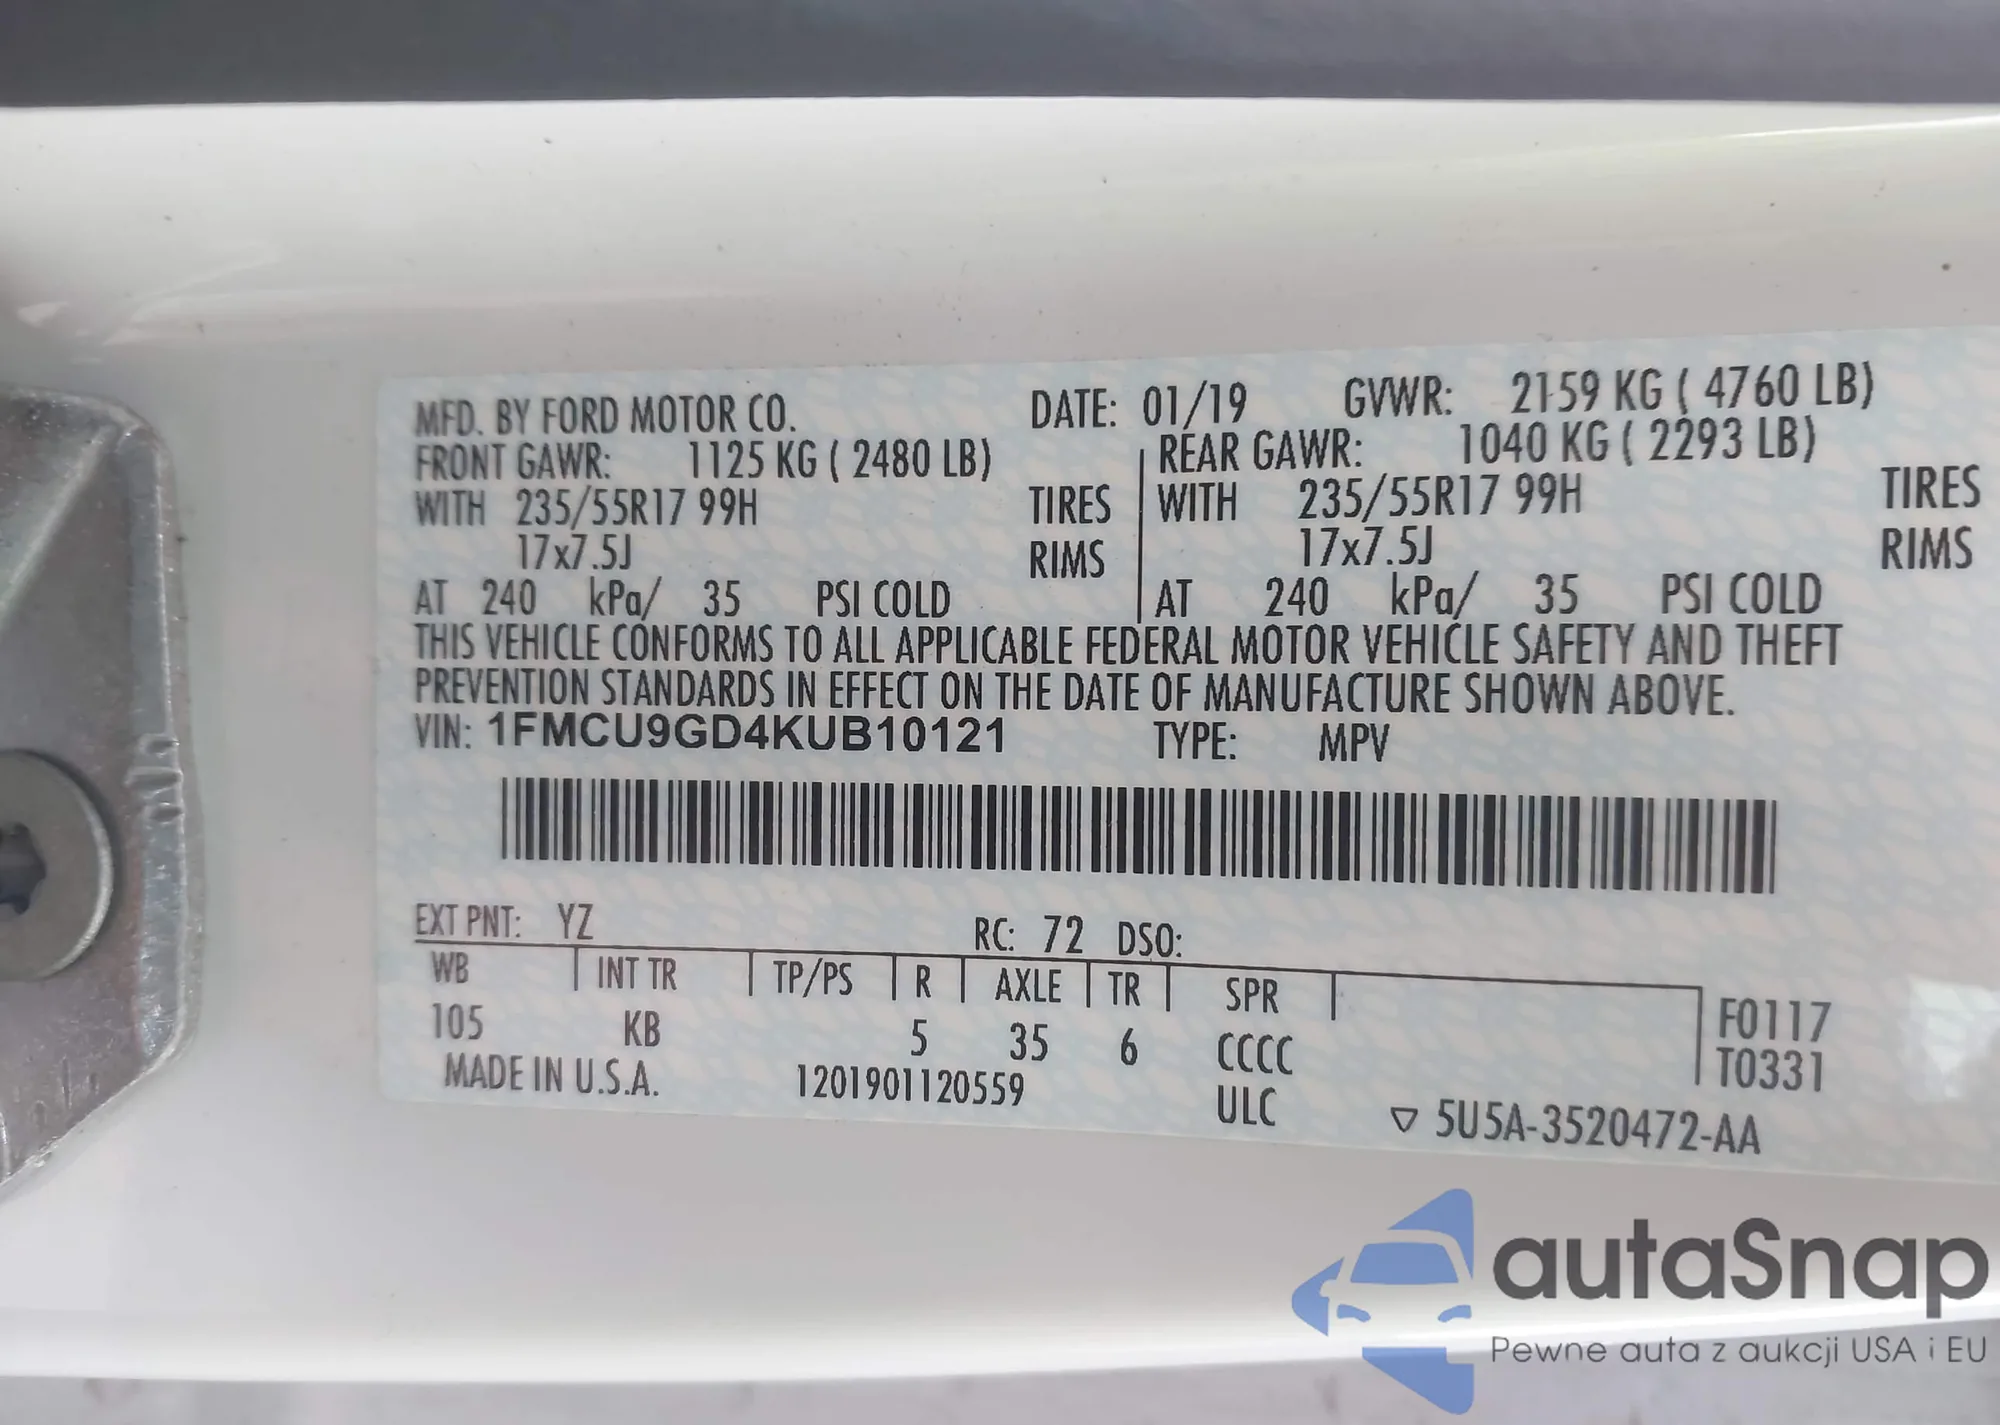 MFD. BY FORD MOTOR CO. DATE: 01/19 GVWR: 2159 KG ( 4760 LB)
FRONT GAWR: 1125 KG ( 2480 LB) REAR GAWR: 1040 KG ( 2293 LB)
WITH 235/55R17 99H TIRES WITH 235/55R17 99H TIRES
17x7.5J RIMS 17x7.5J RIMS
AT 240 kPa/ 35 PSI COLD AT 240 kPa/ 35 PSI COLD
THIS VEHICLE CONFORMS TO ALL APPLICABLE FEDERAL MOTOR VEHICLE SAFETY AND THEFT
PREVENTION STANDARDS IN EFFECT ON THE DATE OF MANUFACTURE SHOWN ABOVE.
VIN: 1FMCU9GD4KUB10121 TYPE: MPV
EXT PNT: YZ RC: 72 DSO:
WB INT TR TP/PS R AXLE TR SPR F0117
105 KB 5 35 6 CCCC T0331
MADE IN U.S.A. 1201901120559 ULC ▽ 5U5A-3520472-AA
autaSnap
Pewne auta z aukcji USA i EU